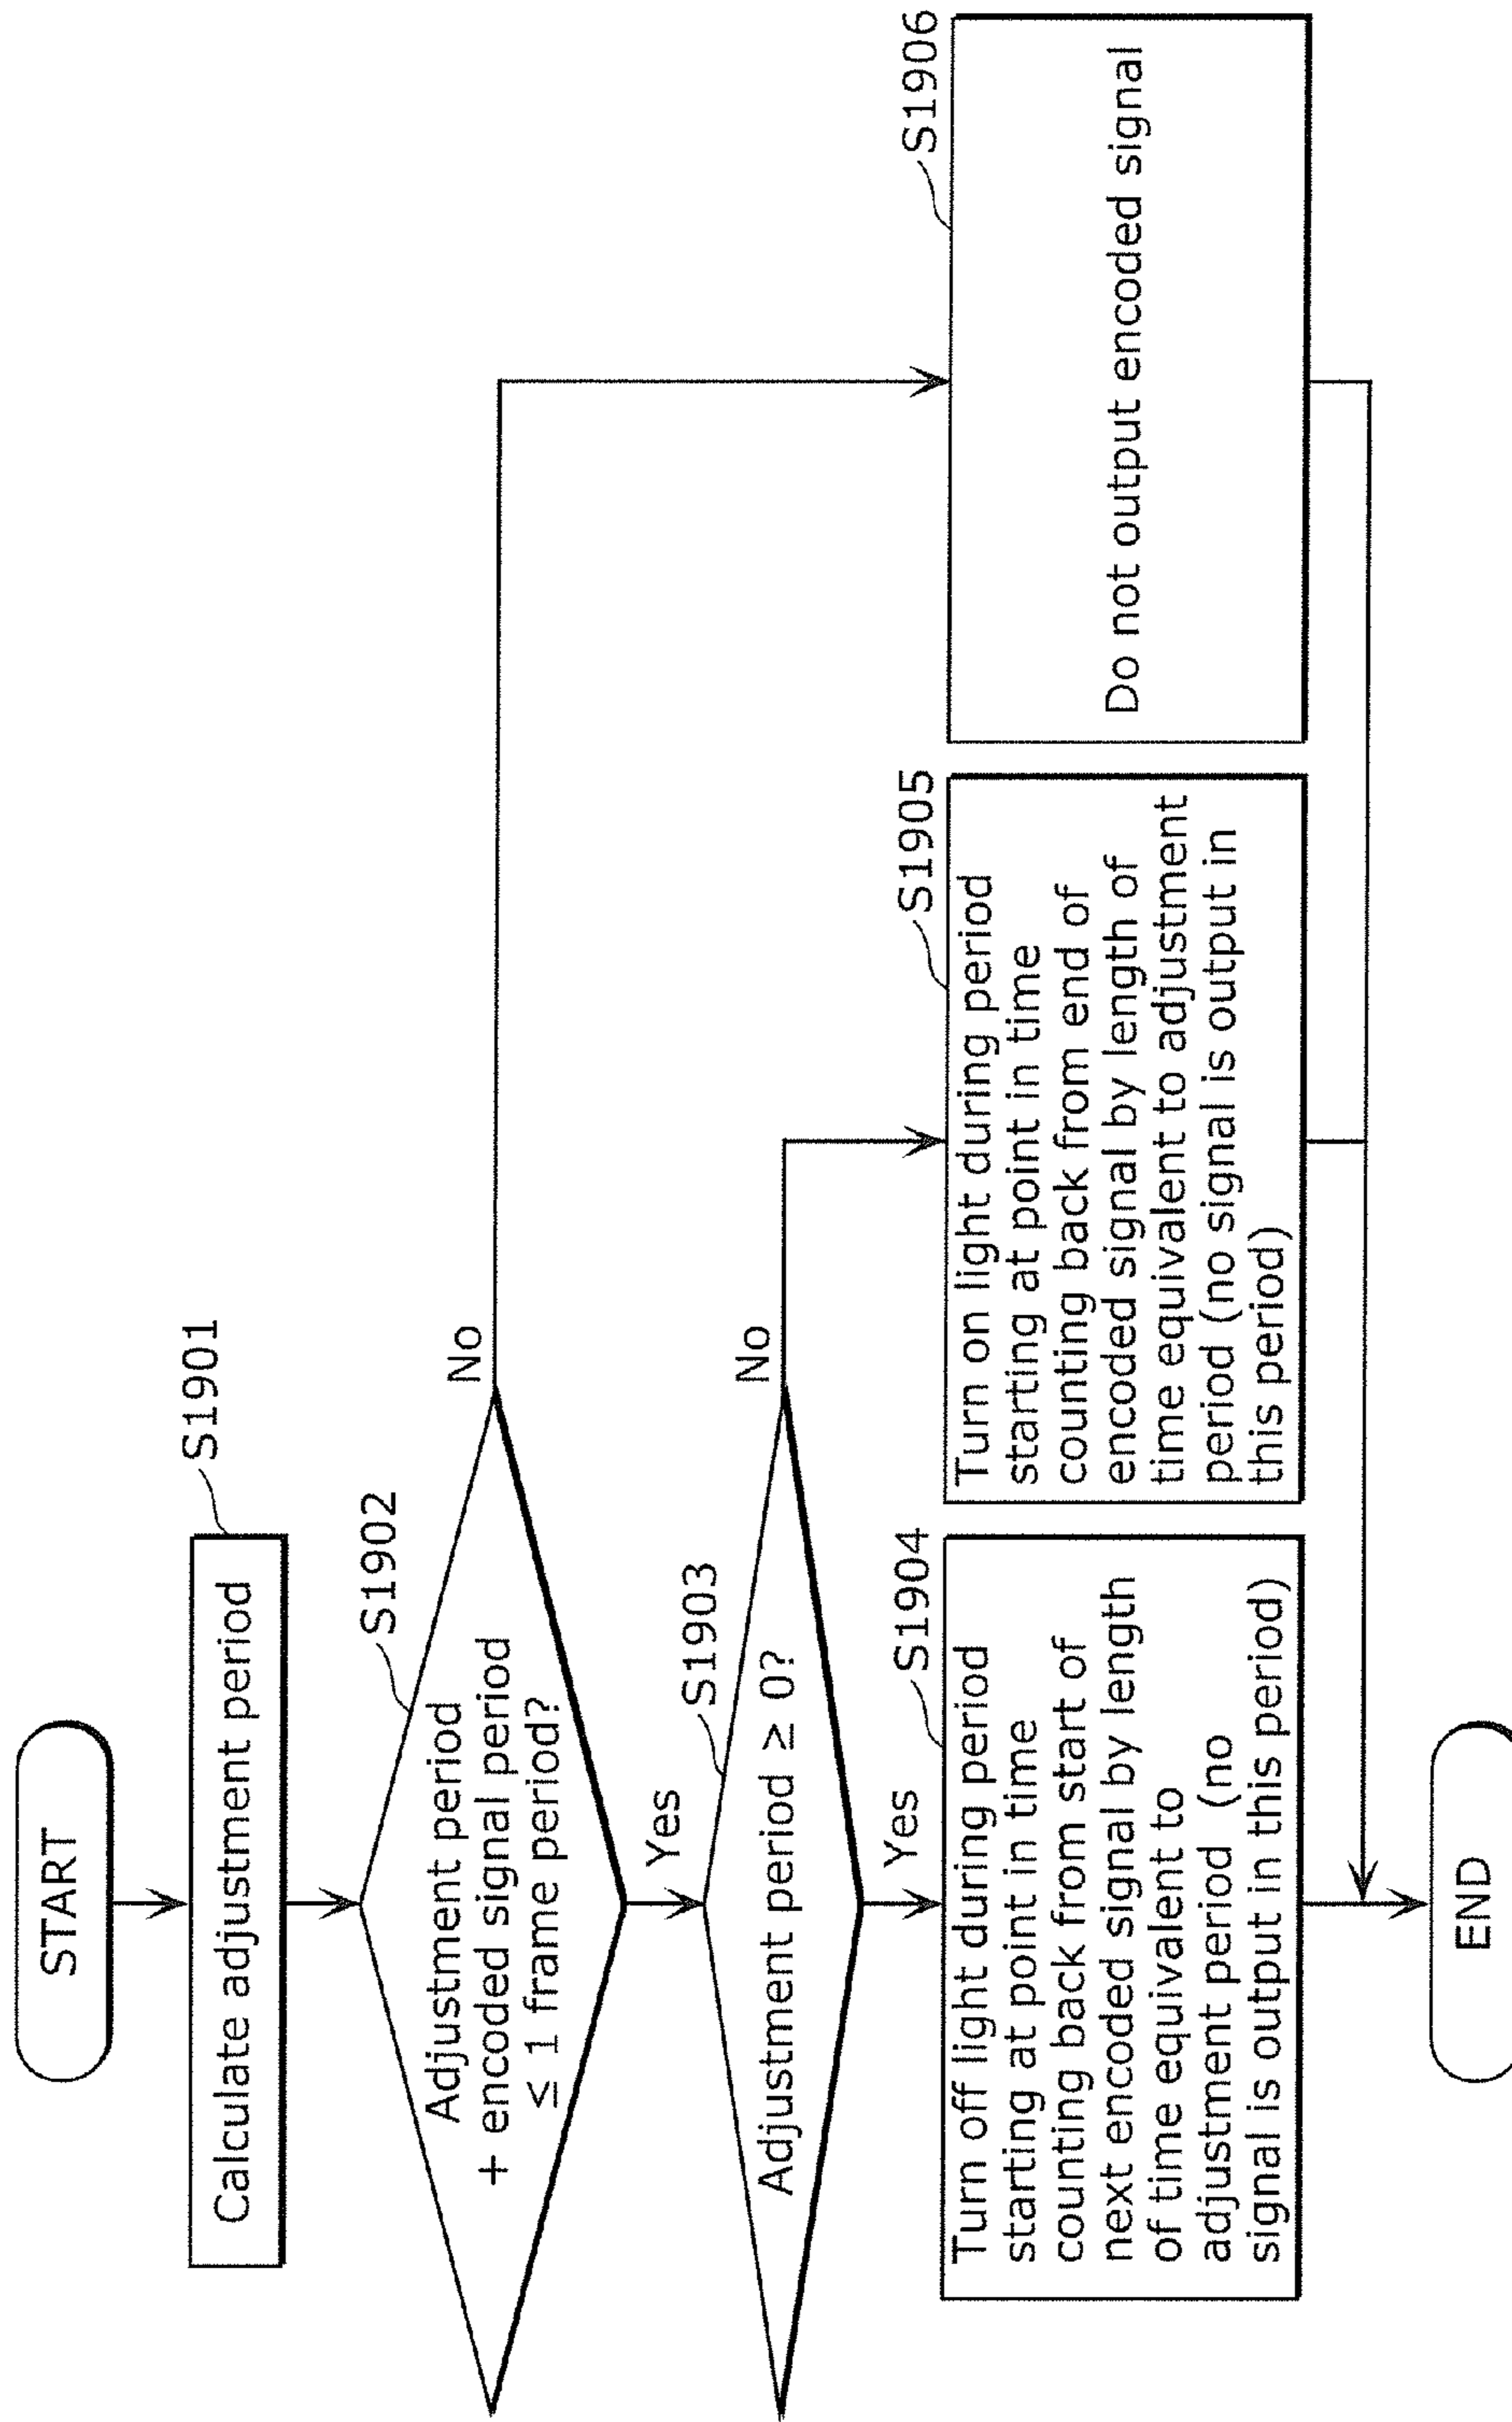 START
S1901
Calculate adjustment period
S1902
Adjustment period
+ encoded signal period
≤ 1 frame period?
No
Yes
S1903
Adjustment period ≥ 0?
No
Yes
S1904
Turn off light during period
starting at point in time
counting back from start of
next encoded signal by length
of time equivalent to
adjustment period (no
signal is output in this period)
S1905
Turn on light during period
starting at point in time
counting back from end of
encoded signal by length of
time equivalent to adjustment
period (no signal is output in
this period)
S1906
Do not output encoded signal
END